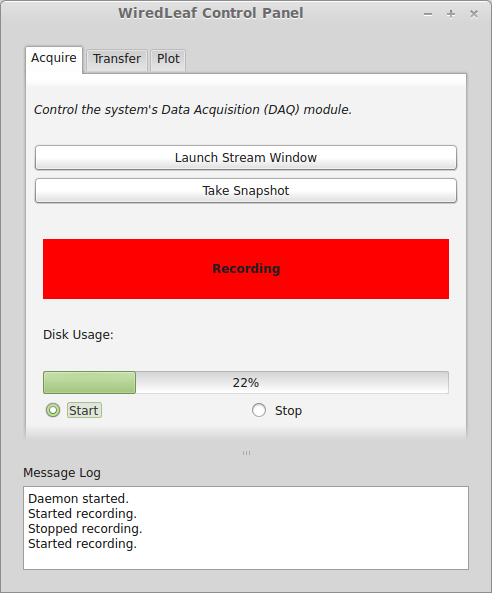 WiredLeaf Control Panel
Acquire Transfer Plot
Control the system's Data Acquisition (DAQ) module.
Launch Stream Window
Take Snapshot
Recording
Disk Usage:
22%
Start Stop
Message Log
Daemon started.
Started recording.
Stopped recording.
Started recording.